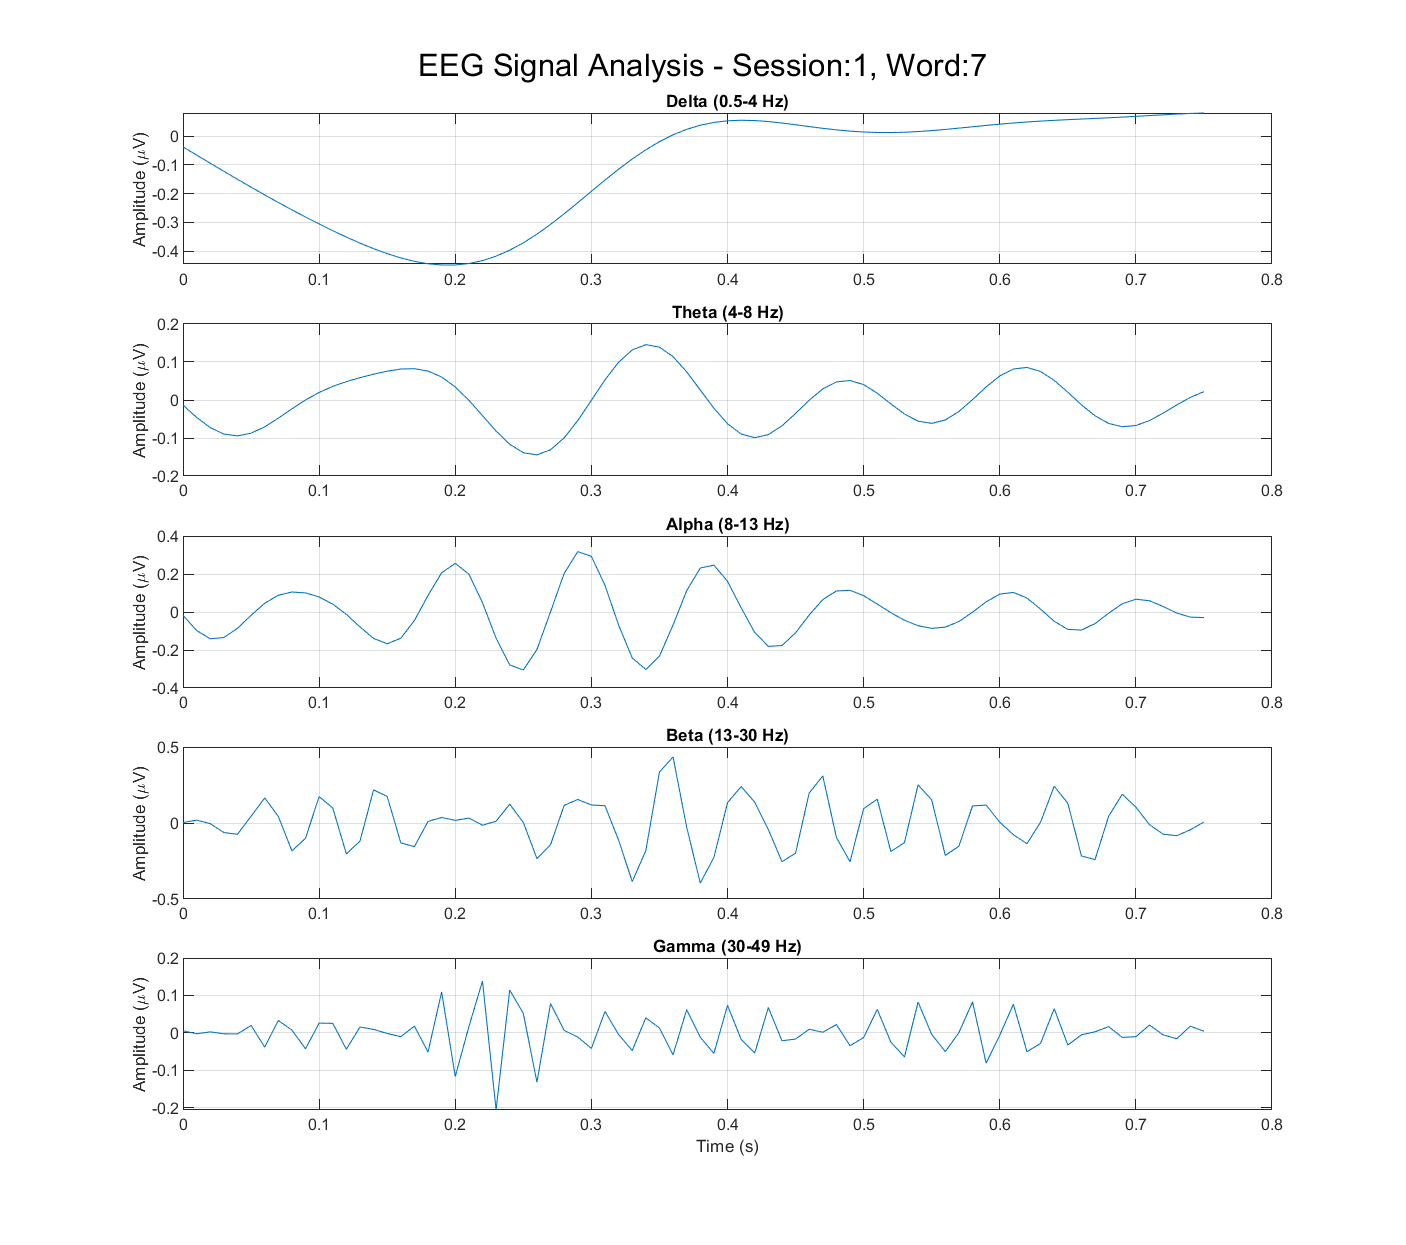 EEG Signal Analysis - Session:1, Word:7
Delta (0.5-4 Hz)
Amplitude (μV)
0
-0.1
-0.2
-0.3
-0.4
0 0.1 0.2 0.3 0.4 0.5 0.6 0.7 0.8
Theta (4-8 Hz)
Amplitude (μV)
0.2
0.1
0
-0.1
-0.2
0 0.1 0.2 0.3 0.4 0.5 0.6 0.7 0.8
Alpha (8-13 Hz)
Amplitude (μV)
0.4
0.2
0
-0.2
-0.4
0 0.1 0.2 0.3 0.4 0.5 0.6 0.7 0.8
Beta (13-30 Hz)
Amplitude (μV)
0.5
0
-0.5
0 0.1 0.2 0.3 0.4 0.5 0.6 0.7 0.8
Gamma (30-49 Hz)
Amplitude (μV)
0.2
0.1
0
-0.1
-0.2
0 0.1 0.2 0.3 0.4 0.5 0.6 0.7 0.8
Time (s)